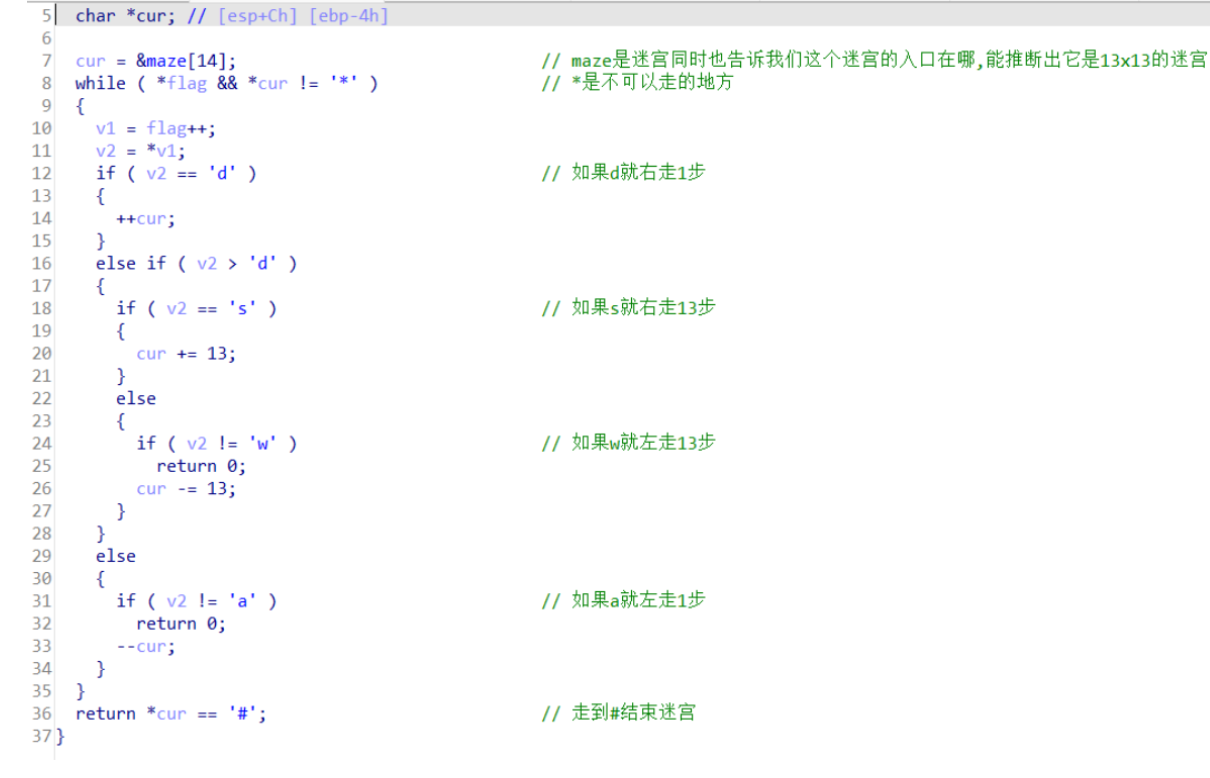 5 char *cur; // [esp+Ch] [ebp-4h]
6
7 cur = &maze[14]; // maze是迷宫同时也告诉我们这个迷宫的入口在哪,能推断出它是13x13的迷宫
8 while ( *flag && *cur != '*' ) // *是不可以走的地方
9 {
10 v1 = flag++;
11 v2 = *v1;
12 if ( v2 == 'd' ) // 如果d就右走1步
13 {
14 ++cur;
15 }
16 else if ( v2 > 'd' )
17 {
18 if ( v2 == 's' ) // 如果s就右走13步
19 {
20 cur += 13;
21 }
22 else
23 {
24 if ( v2 != 'w' ) // 如果w就左走13步
25 return 0;
26 cur -= 13;
27 }
28 }
29 else
30 {
31 if ( v2 != 'a' ) // 如果a就左走1步
32 return 0;
33 --cur;
34 }
35 }
36 return *cur == '#'; // 走到#结束迷宫
37 }